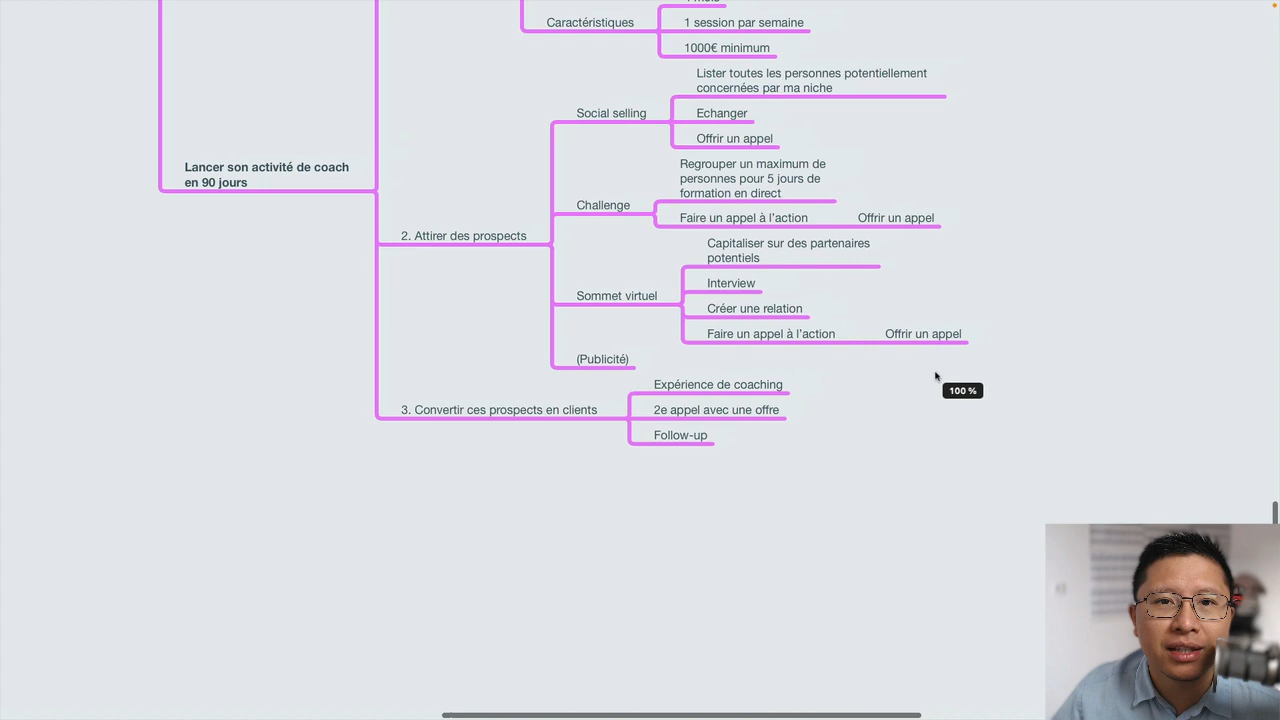 Caractéristiques
1 session par semaine
1000€ minimum
Lister toutes les personnes potentiellement
concernées par ma niche
Social selling
Echanger
Offrir un appel
Lancer son activité de coach
en 90 jours
Regrouper un maximum de
personnes pour 5 jours de
formation en direct
Challenge
Faire un appel à l'action
Offrir un appel
2. Attirer des prospects
Capitaliser sur des partenaires
potentiels
Interview
Sommet virtuel
Créer une relation
Faire un appel à l'action
Offrir un appel
(Publicité)
100 %
Expérience de coaching
3. Convertir ces prospects en clients
2e appel avec une offre
Follow-up